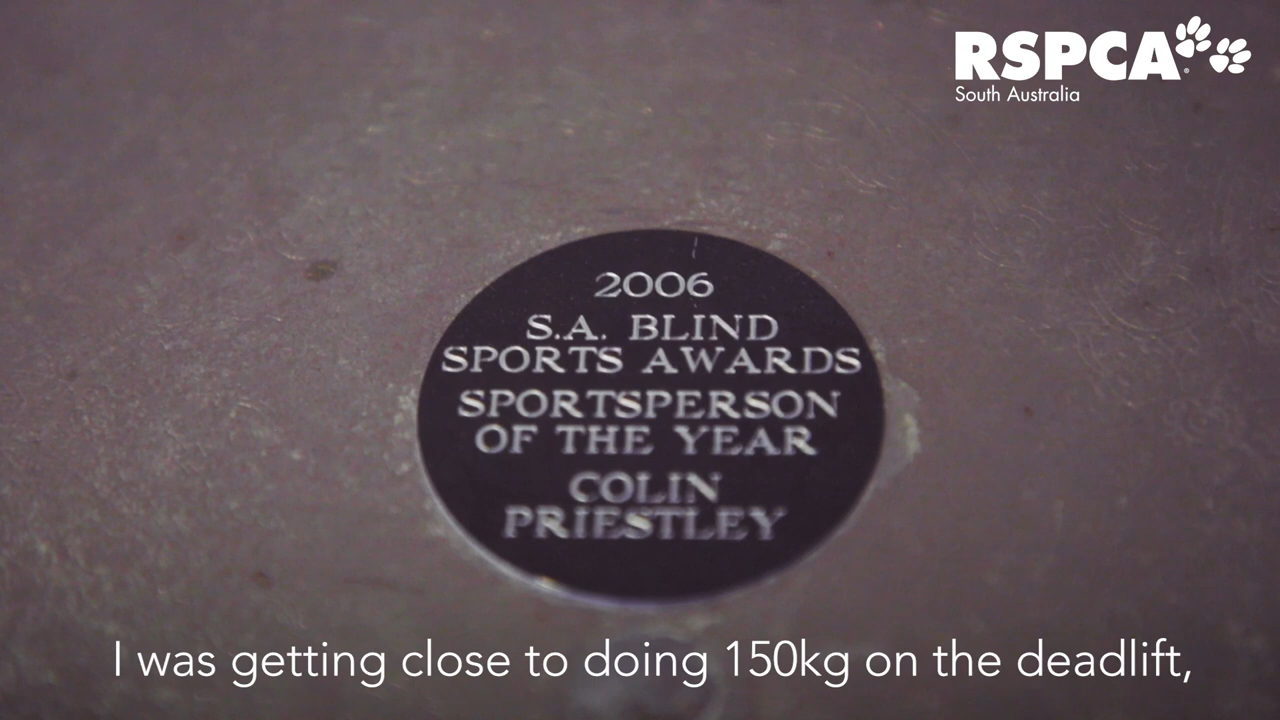 RSPCA
South Australia
2006
S.A. BLIND
SPORTS AWARDS
SPORTSPERSON
OF THE YEAR
COLIN
PRIESTLEY
I was getting close to doing 150kg on the deadlift,